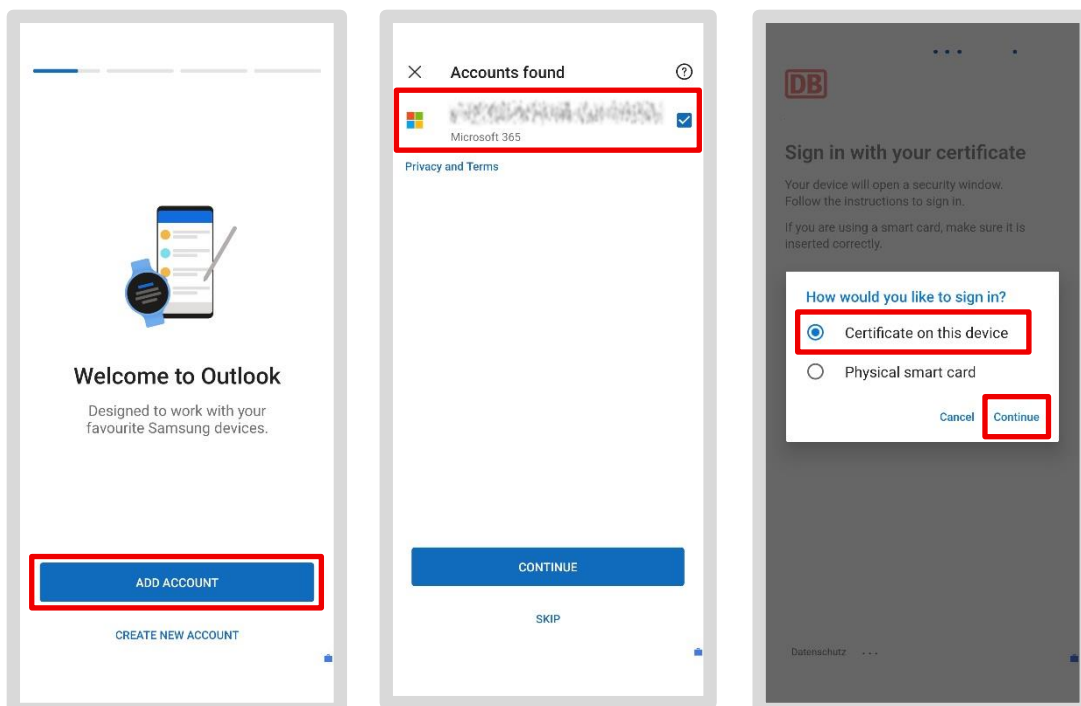 Welcome to Outlook
Designed to work with your
favourite Samsung devices.
ADD ACCOUNT
CREATE NEW ACCOUNT
Accounts found
Microsoft 365
Privacy and Terms
CONTINUE
SKIP
DB
Sign in with your certificate
Your device will open a security window.
Follow the instructions to sign in.
If you are using a smart card, make sure it is
inserted correctly.
How would you like to sign in?
Certificate on this device
Physical smart card
Cancel Continue
Datenschutz ...